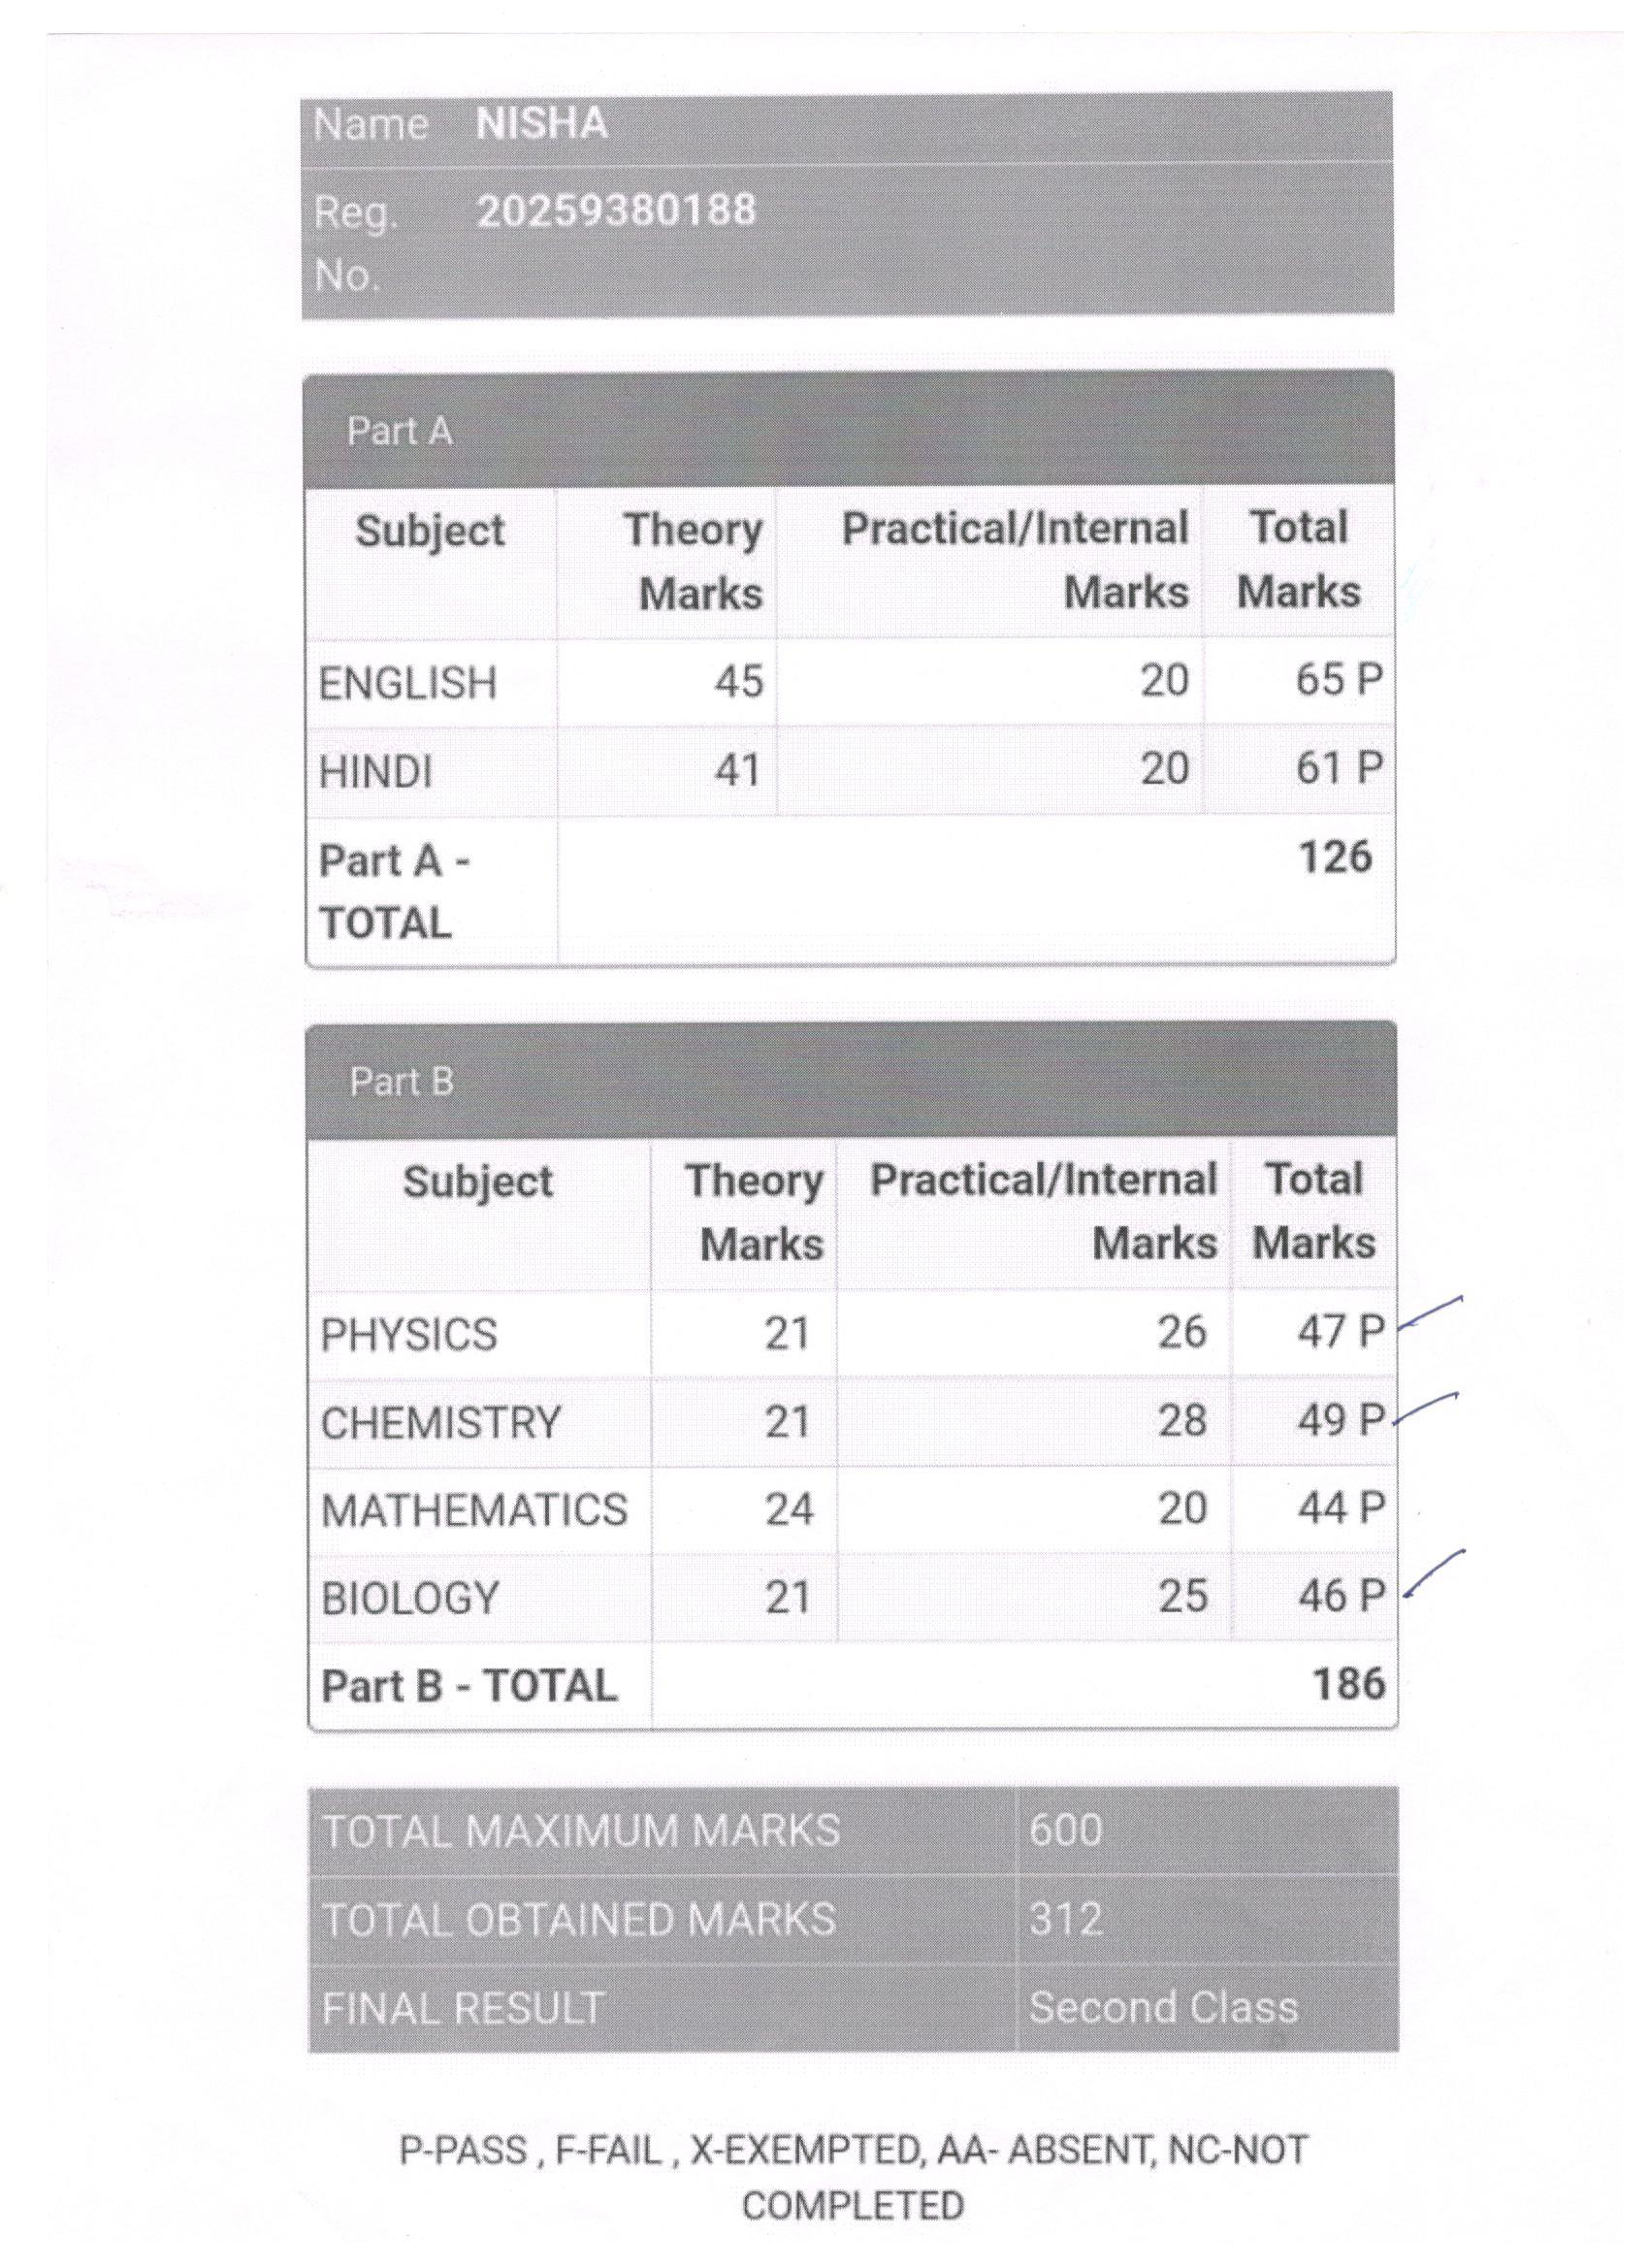 Name NISHA
Reg. 20259380188
No.
Part A
Subject Theory Practical/Internal Total
Marks Marks Marks
ENGLISH 45 20 65 P
HINDI 41 20 61 P
Part A - 126
TOTAL
Part B
Subject Theory Practical/Internal Total
Marks Marks Marks
PHYSICS 21 26 47 P
CHEMISTRY 21 28 49 P
MATHEMATICS 24 20 44 P
BIOLOGY 21 25 46 P
Part B - TOTAL 186
TOTAL MAXIMUM MARKS 600
TOTAL OBTAINED MARKS 312
FINAL RESULT Second Class
P-PASS , F-FAIL , X-EXEMPTED, AA- ABSENT, NC-NOT
COMPLETED